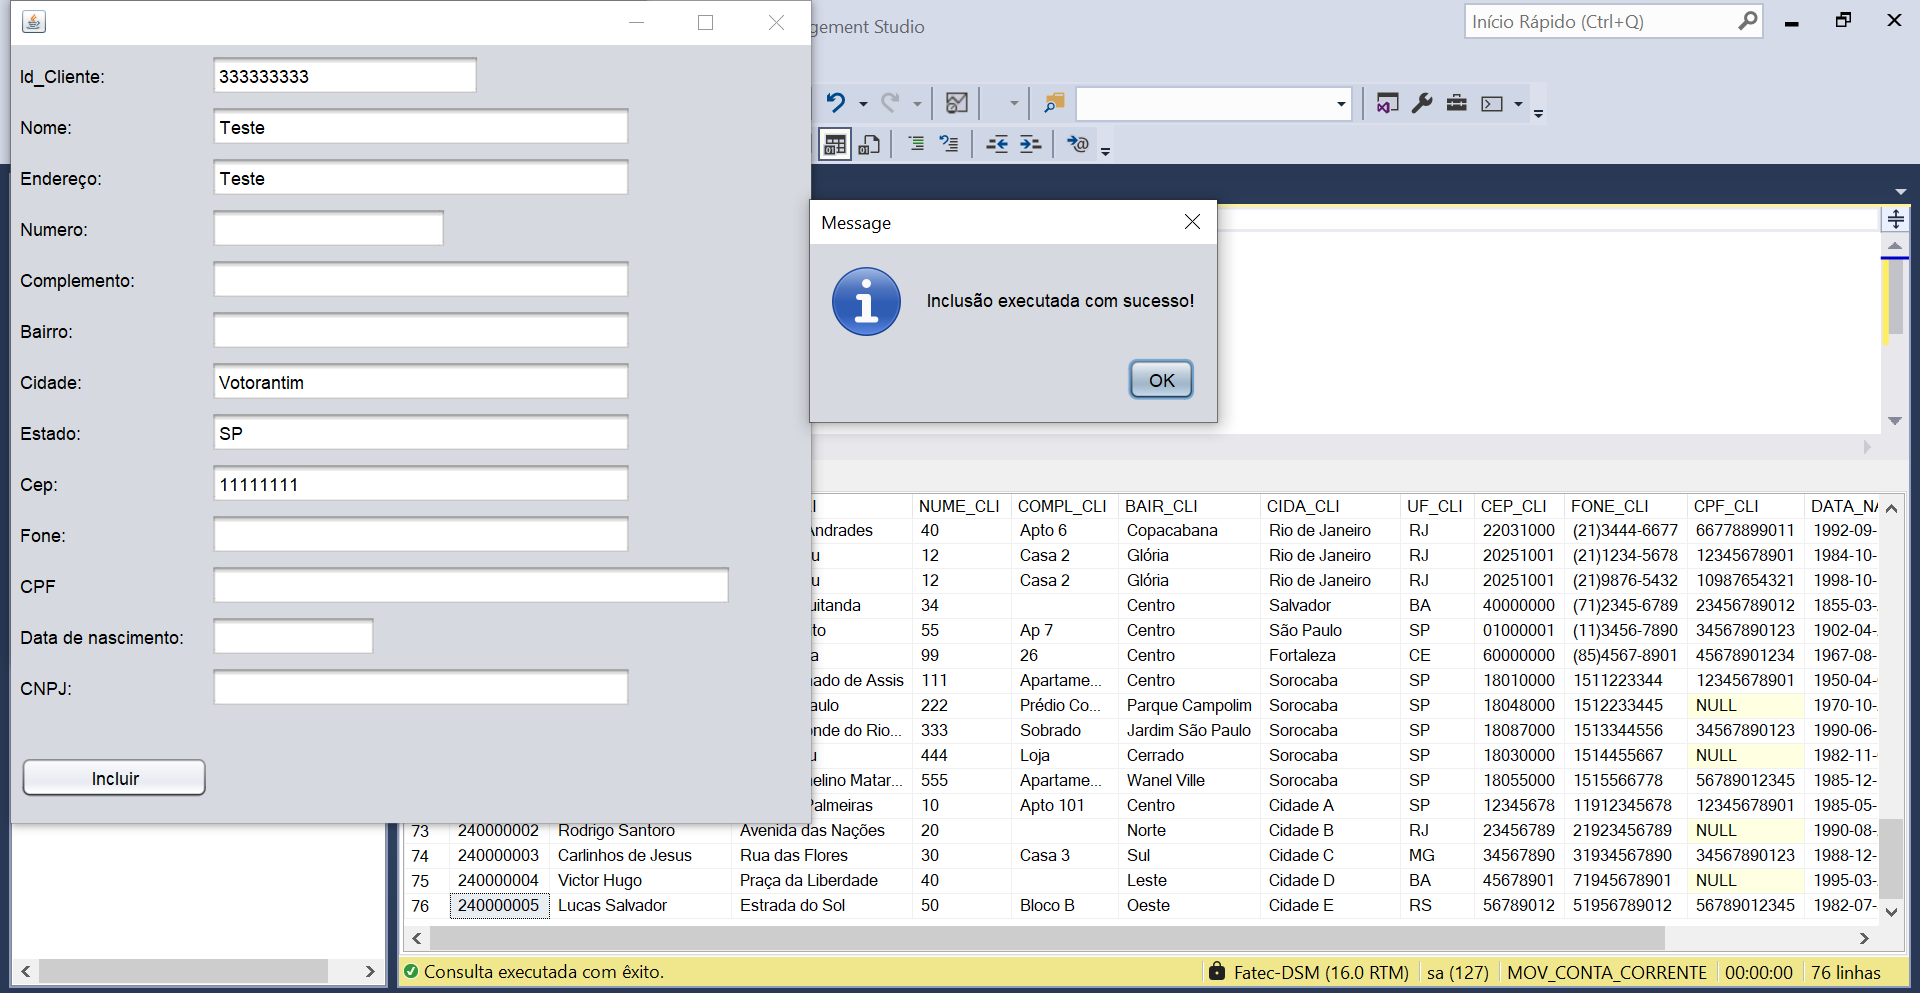 gement Studio
Início Rápido (Ctrl+Q)
Id_Cliente: 333333333
Nome: Teste
Endereço: Teste
Numero:
Complemento:
Bairro:
Cidade: Votorantim
Estado: SP
Cep: 11111111
Fone:
CPF
Data de nascimento:
CNPJ:
Incluir
Message
Inclusão executada com sucesso!
OK
LI NUME_CLI COMPL_CLI BAIR_CLI CIDA_CLI UF_CLI CEP_CLI FONE_CLI CPF_CLI DATA_NA
Andrades 40 Apto 6 Copacabana Rio de Janeiro RJ 22031000 (21)3444-6677 66778899011 1992-09-
u 12 Casa 2 Glória Rio de Janeiro RJ 20251001 (21)1234-5678 12345678901 1984-10-
u 12 Casa 2 Glória Rio de Janeiro RJ 20251001 (21)9876-5432 10987654321 1998-10-
uitanda 34 Centro Salvador BA 40000000 (71)2345-6789 23456789012 1855-03-
to 55 Ap 7 Centro São Paulo SP 01000001 (11)3456-7890 34567890123 1902-04-
a 99 26 Centro Fortaleza CE 60000000 (85)4567-8901 45678901234 1967-08-
hado de Assis 111 Apartame... Centro Sorocaba SP 18010000 1511223344 12345678901 1950-04-
aulo 222 Prédio Co... Parque Campolim Sorocaba SP 18048000 1512233445 NULL 1970-10-
onde do Rio... 333 Sobrado Jardim São Paulo Sorocaba SP 18087000 1513344556 34567890123 1990-06-
u 444 Loja Cerrado Sorocaba SP 18030000 1514455667 NULL 1982-11-
nelino Matar... 555 Apartame... Wanel Ville Sorocaba SP 18055000 1515566778 56789012345 1985-12-
Palmeiras 10 Apto 101 Centro Cidade A SP 12345678 11912345678 12345678901 1985-05-
73 240000002 Rodrigo Santoro Avenida das Nações 20 Norte Cidade B RJ 23456789 21923456789 NULL 1990-08-
74 240000003 Carlinhos de Jesus Rua das Flores 30 Casa 3 Sul Cidade C MG 34567890 31934567890 34567890123 1988-12-
75 240000004 Victor Hugo Praça da Liberdade 40 Leste Cidade D BA 45678901 71945678901 NULL 1995-03-
76 240000005 Lucas Salvador Estrada do Sol 50 Bloco B Oeste Cidade E RS 56789012 51956789012 56789012345 1982-07-
Consulta executada com êxito. Fatec-DSM (16.0 RTM) sa (127) MOV_CONTA_CORRENTE 00:00:00 76 linhas